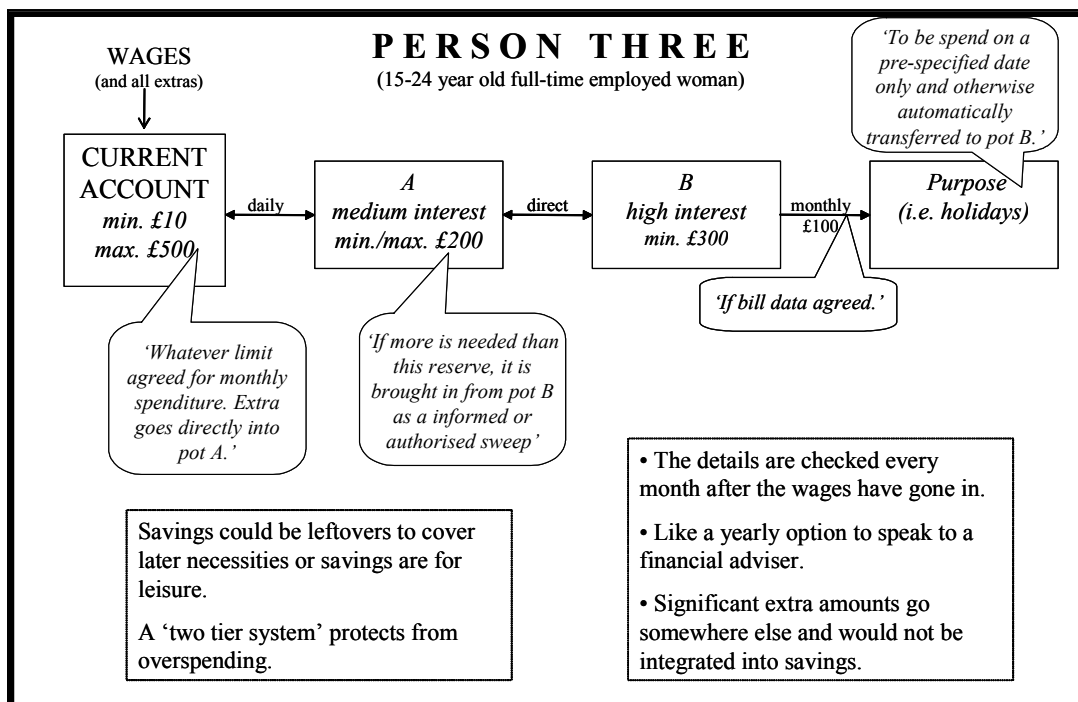 PERSON THREE
(15-24 year old full-time employed woman)
WAGES
(and all extras)
‘To be spend on a
pre-specified date
only and otherwise
automatically
transferred to pot B.’
CURRENT
ACCOUNT
min. £10
max. £500
daily
A
medium interest
min./max. £200
direct
B
high interest
min. £300
monthly
£100
Purpose
(i.e. holidays)
‘If bill data agreed.’
‘Whatever limit
agreed for monthly
spenditure. Extra
goes directly into
pot A.’
‘If more is needed than
this reserve, it is
brought in from pot B
as a informed or
authorised sweep’
Savings could be leftovers to cover
later necessities or savings are for
leisure.
A ‘two tier system’ protects from
overspending.
• The details are checked every
month after the wages have gone in.
• Like a yearly option to speak to a
financial adviser.
• Significant extra amounts go
somewhere else and would not be
integrated into savings.